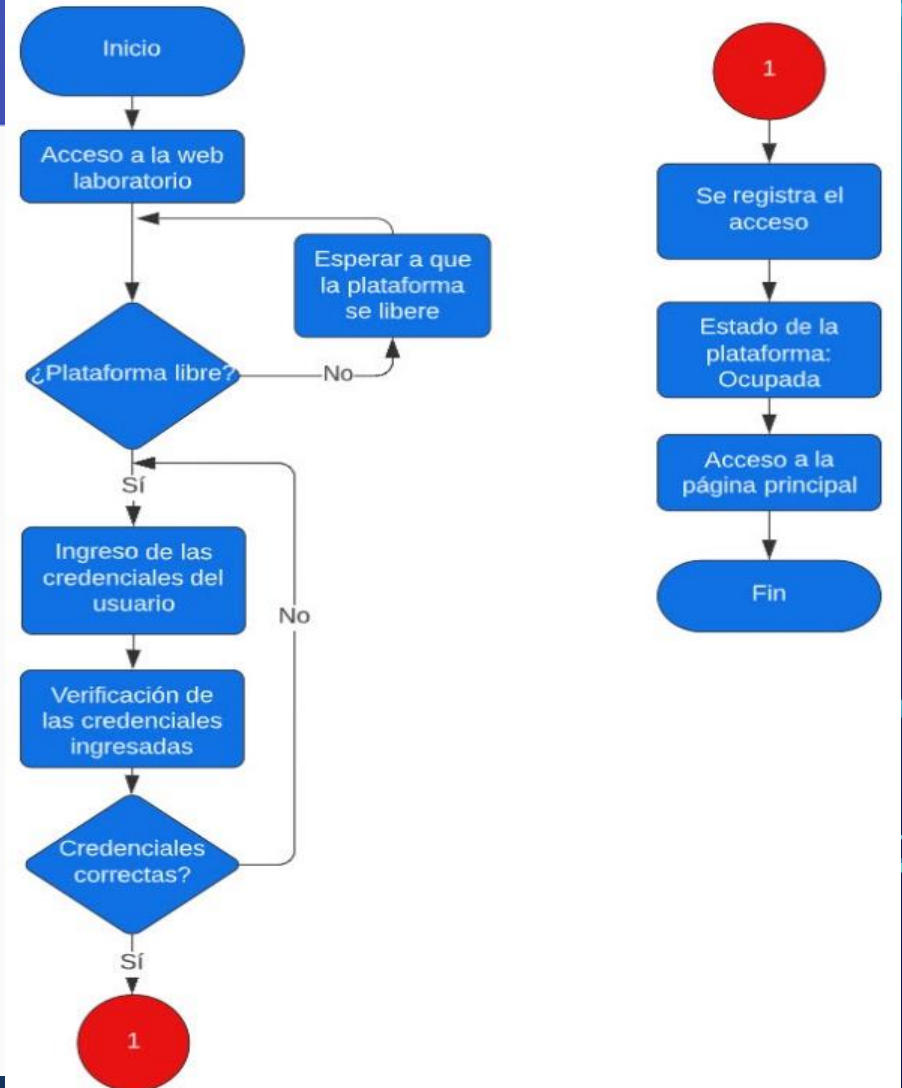 Inicio
Acceso a la web
laboratorio
Esperar a que
la plataforma
se libere
¿Plataforma libre?
No
Sí
Ingreso de las
credenciales del
usuario
No
Verificación de
las credenciales
ingresadas
Credenciales
correctas?
Sí
1
1
Se registra el
acceso
Estado de la
plataforma:
Ocupada
Acceso a la
página principal
Fin